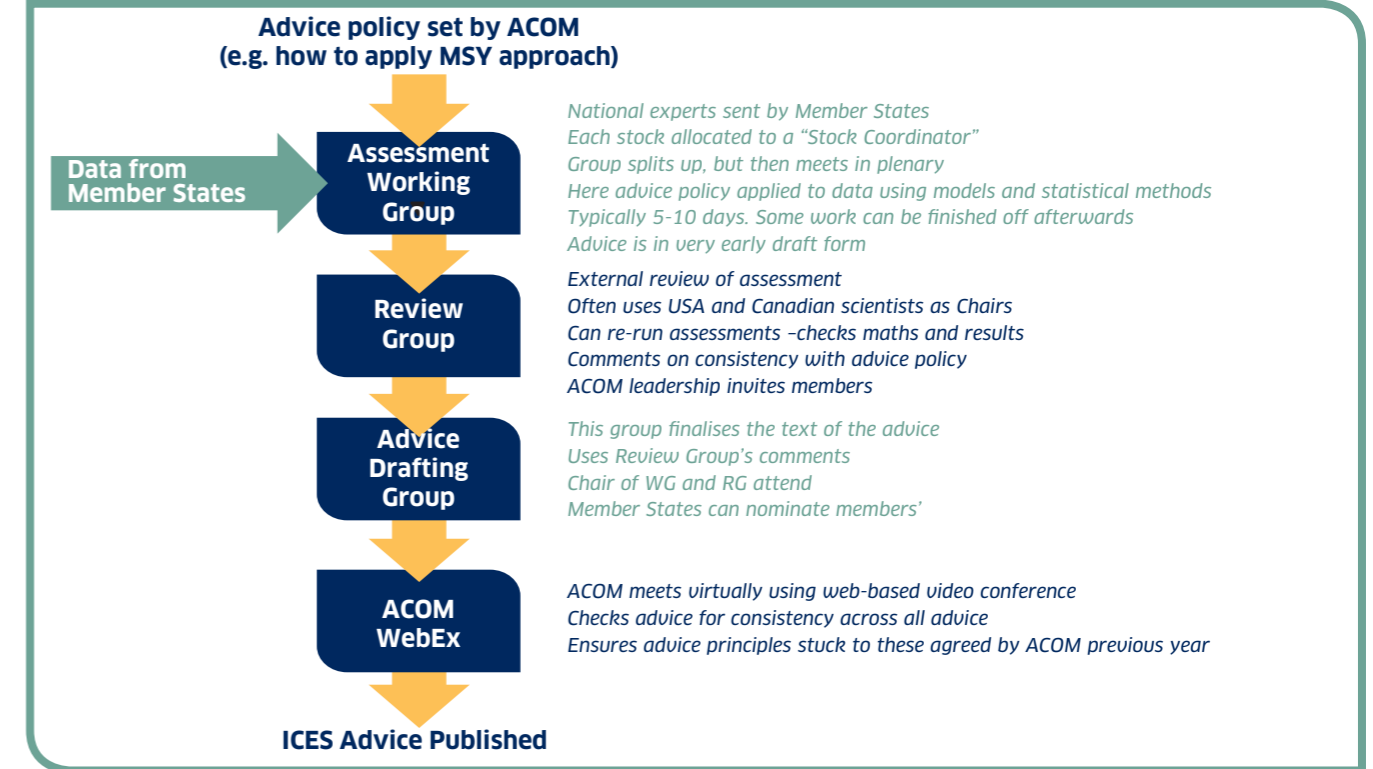 Advice policy set by ACOM
(e.g. how to apply MSY approach)
Data from
Member States
Assessment
Working
Group
National experts sent by Member States
Each stock allocated to a “Stock Coordinator”
Group splits up, but then meets in plenary
Here advice policy applied to data using models and statistical methods
Typically 5-10 days. Some work can be finished off afterwards
Advice is in very early draft form
Review
Group
External review of assessment
Often uses USA and Canadian scientists as Chairs
Can re-run assessments –checks maths and results
Comments on consistency with advice policy
ACOM leadership invites members
Advice
Drafting
Group
This group finalises the text of the advice
Uses Review Group’s comments
Chair of WG and RG attend
Member States can nominate members’
ACOM
WebEx
ACOM meets virtually using web-based video conference
Checks advice for consistency across all advice
Ensures advice principles stuck to these agreed by ACOM previous year
ICES Advice Published